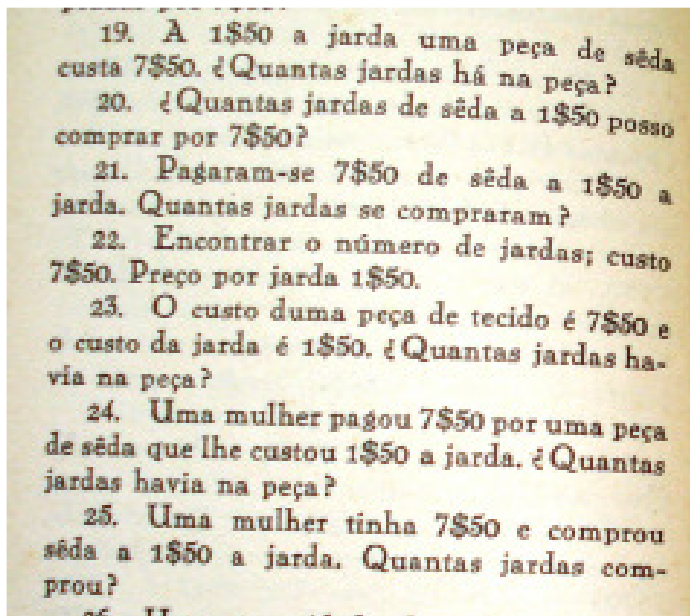 19. A 1$50 a jarda uma peça de sêda
custa 7$50. ¿Quantas jardas há na peça?
20. ¿Quantas jardas de sêda a 1$50 posso
comprar por 7$50?
21. Pagaram-se 7$50 de sêda a 1$50 a
jarda. Quantas jardas se compraram?
22. Encontrar o número de jardas; custo
7$50. Preço por jarda 1$50.
23. O custo duma peça de tecido é 7$50 e
o custo da jarda é 1$50. ¿Quantas jardas ha-
via na peça?
24. Uma mulher pagou 7$50 por uma peça
de sêda que lhe custou 1$50 a jarda. ¿Quantas
jardas havia na peça?
25. Uma mulher tinha 7$50 e comprou
sêda a 1$50 a jarda. Quantas jardas com-
prou?